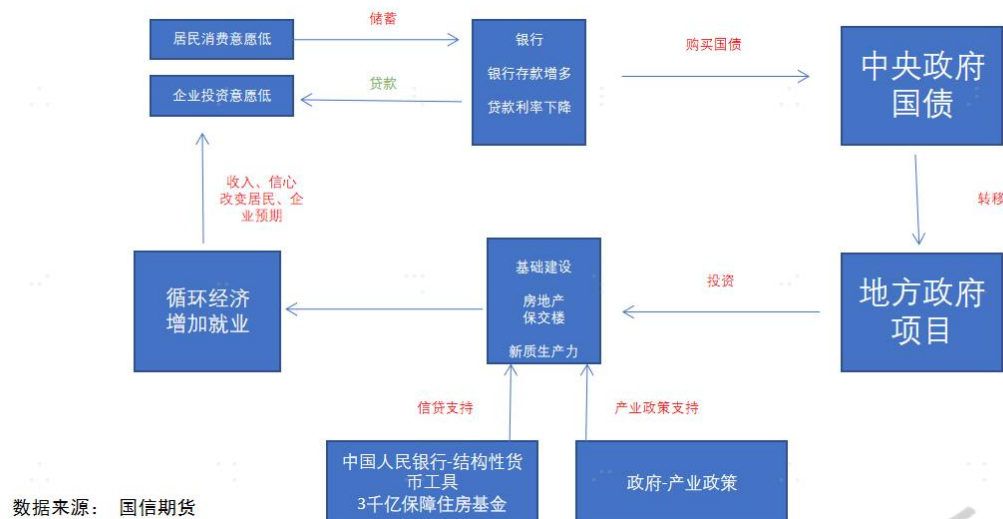 居民消费意愿低
储蓄
银行
银行存款增多
贷款利率下降
购买国债
中央政府
国债
企业投资意愿低
贷款
收入、信心
改变居民、企
业预期
转移
循环经济
增加就业
基础建设
房地产
保交楼
新质生产力
投资
地方政府
项目
信贷支持
产业政策支持
中国人民银行-结构性货
币工具
3千亿保障住房基金
政府-产业政策
数据来源： 国信期货